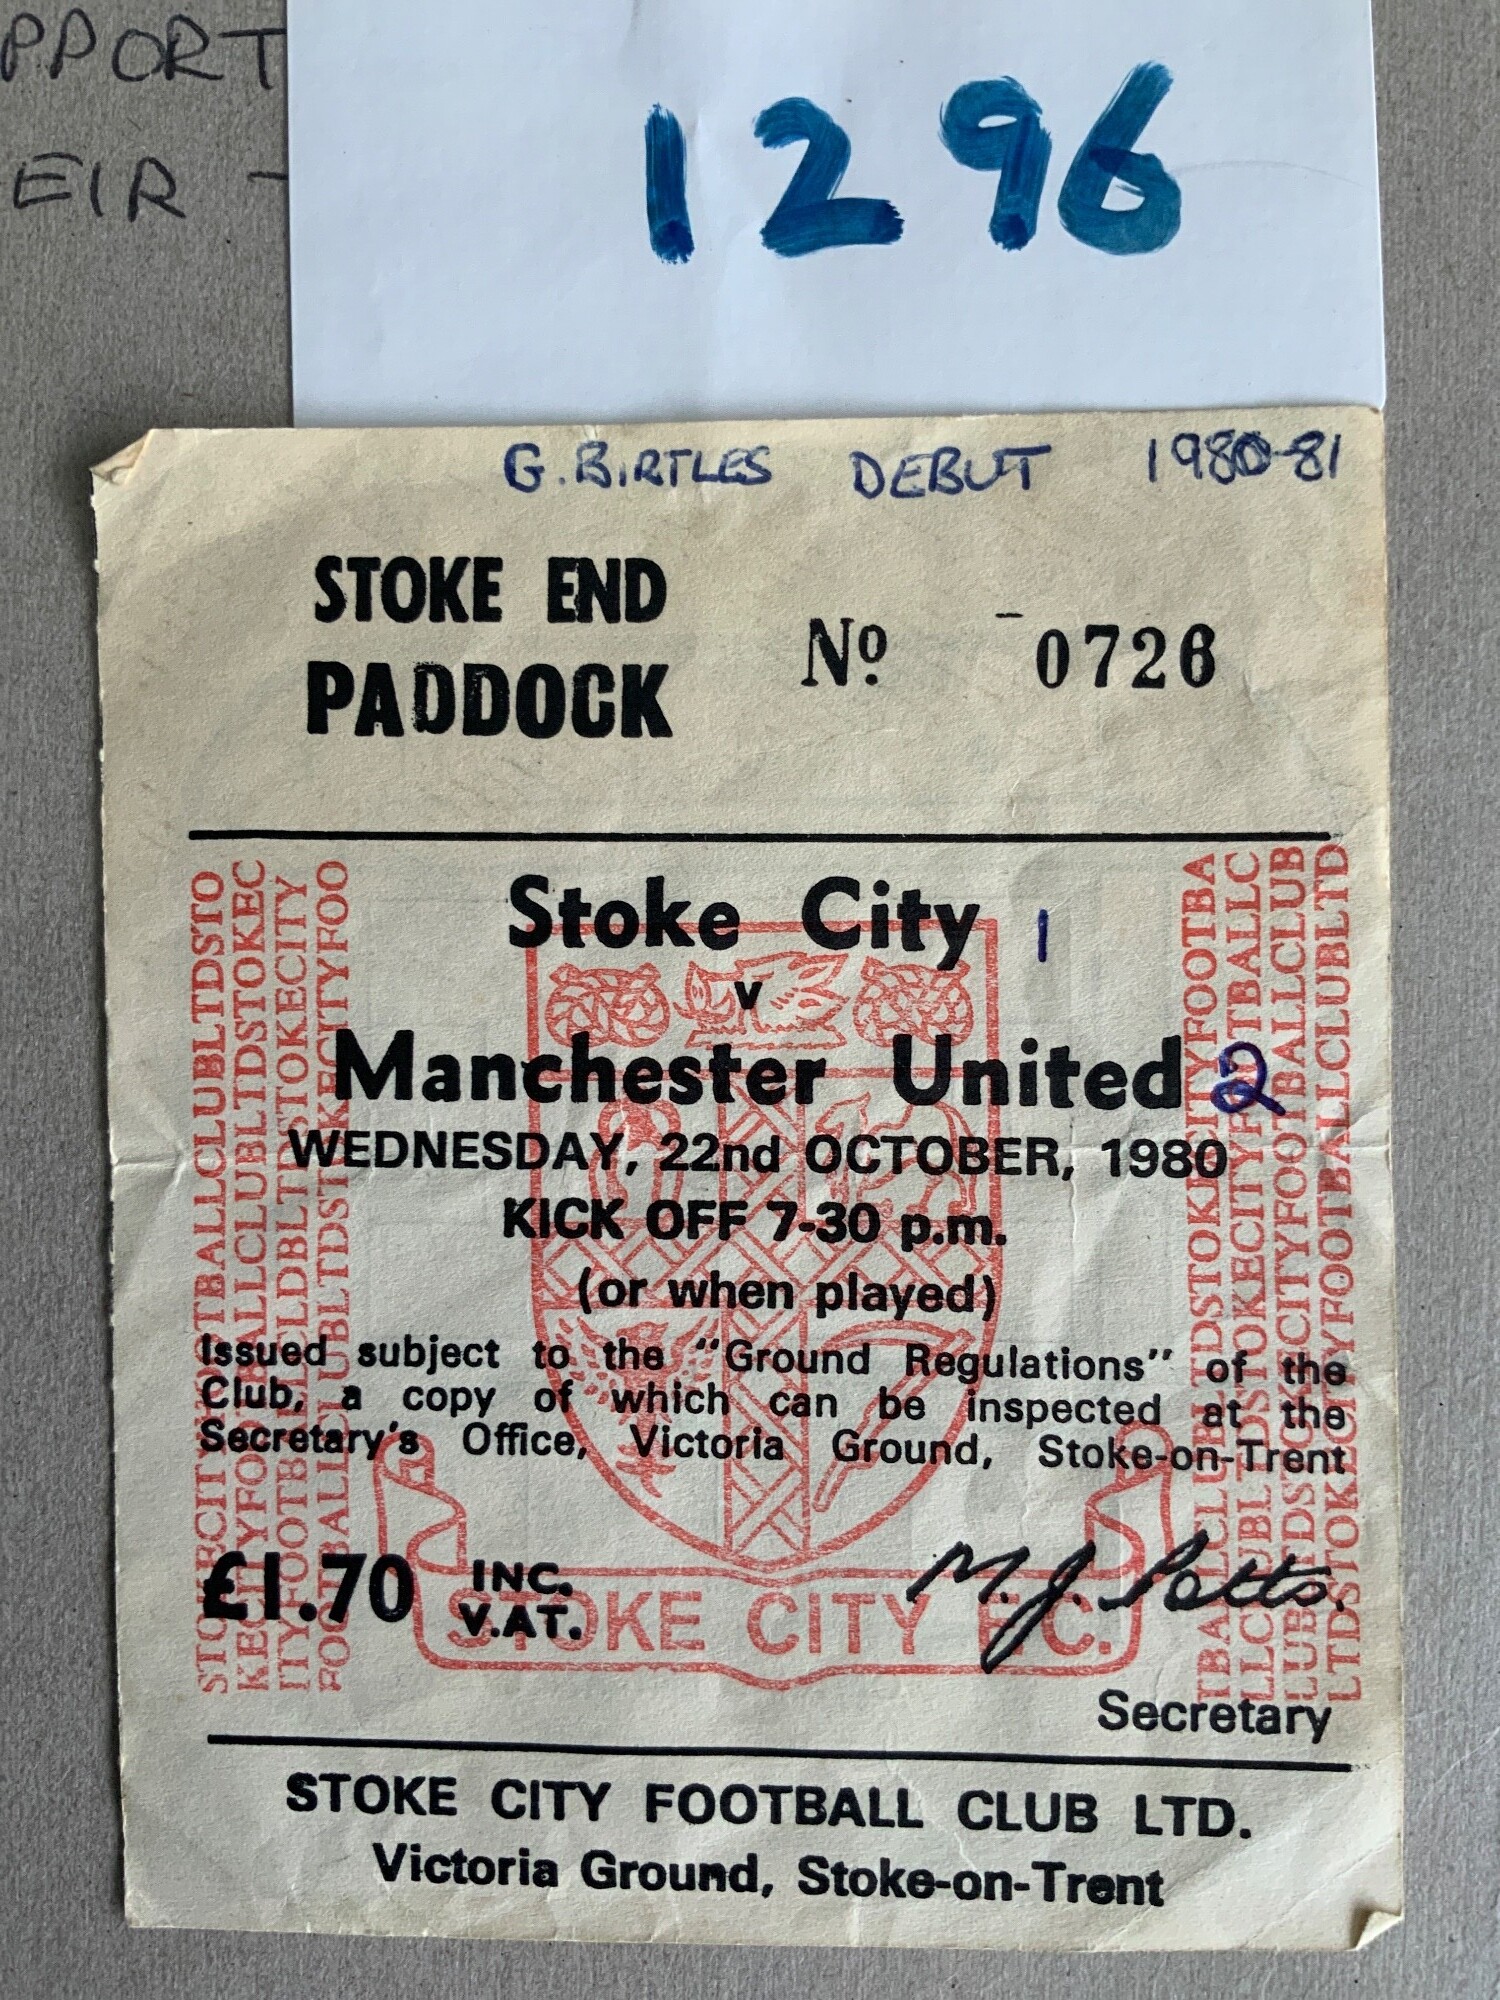 PPORT
EIR -
1296
G. BIRTLES DEBUT 1980-81
STOKE END
PADDOCK
No. 0726
Stoke City 1
v
Manchester United 2
WEDNESDAY, 22nd OCTOBER, 1980
KICK OFF 7-30 p.m.
(or when played)
Issued subject to the "Ground Regulations" of the
Club, a copy of which can be inspected at the
Secretary's Office, Victoria Ground, Stoke-on-Trent
£1.70 INC.
V.AT.
M. J. Potts.
STOKE CITY F.C.
Secretary
STOKE CITY FOOTBALL CLUB LTD.
Victoria Ground, Stoke-on-Trent